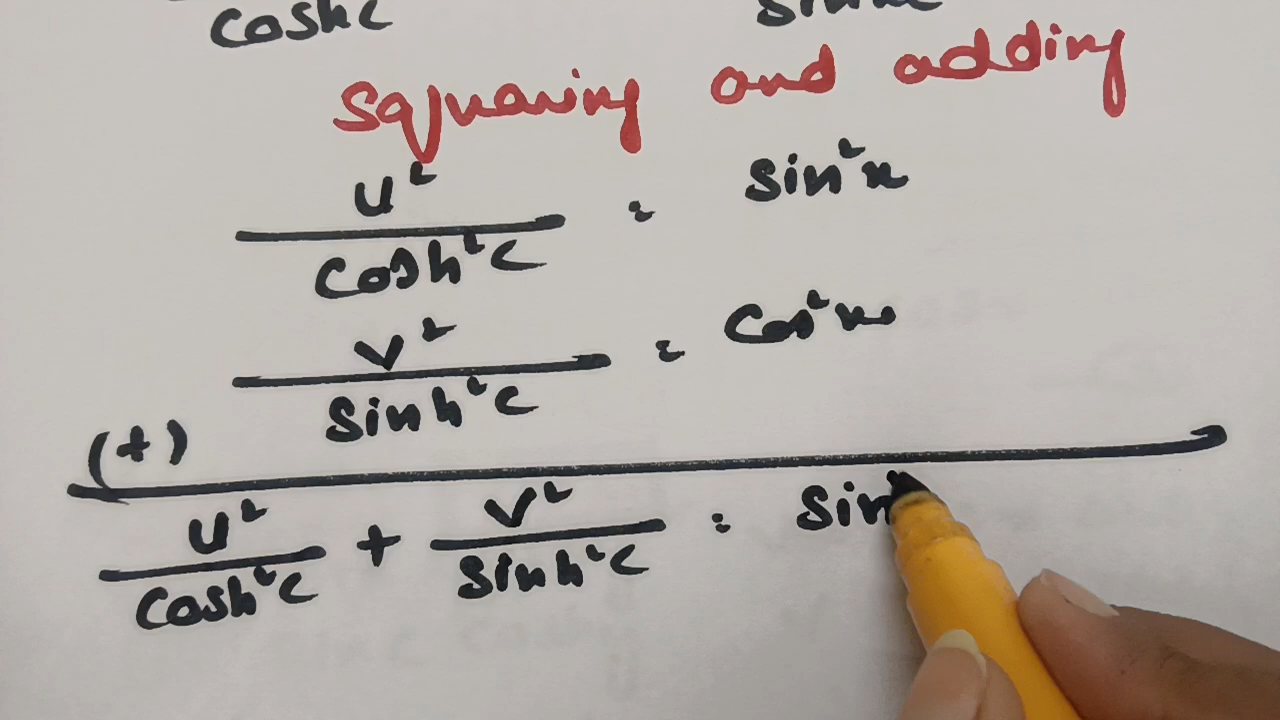 coshc
squaring and adding
u² = sin²x
cosh²c
v² = cos²x
sinh²c
(+)
u² + v² = sin
cosh²c sinh²c